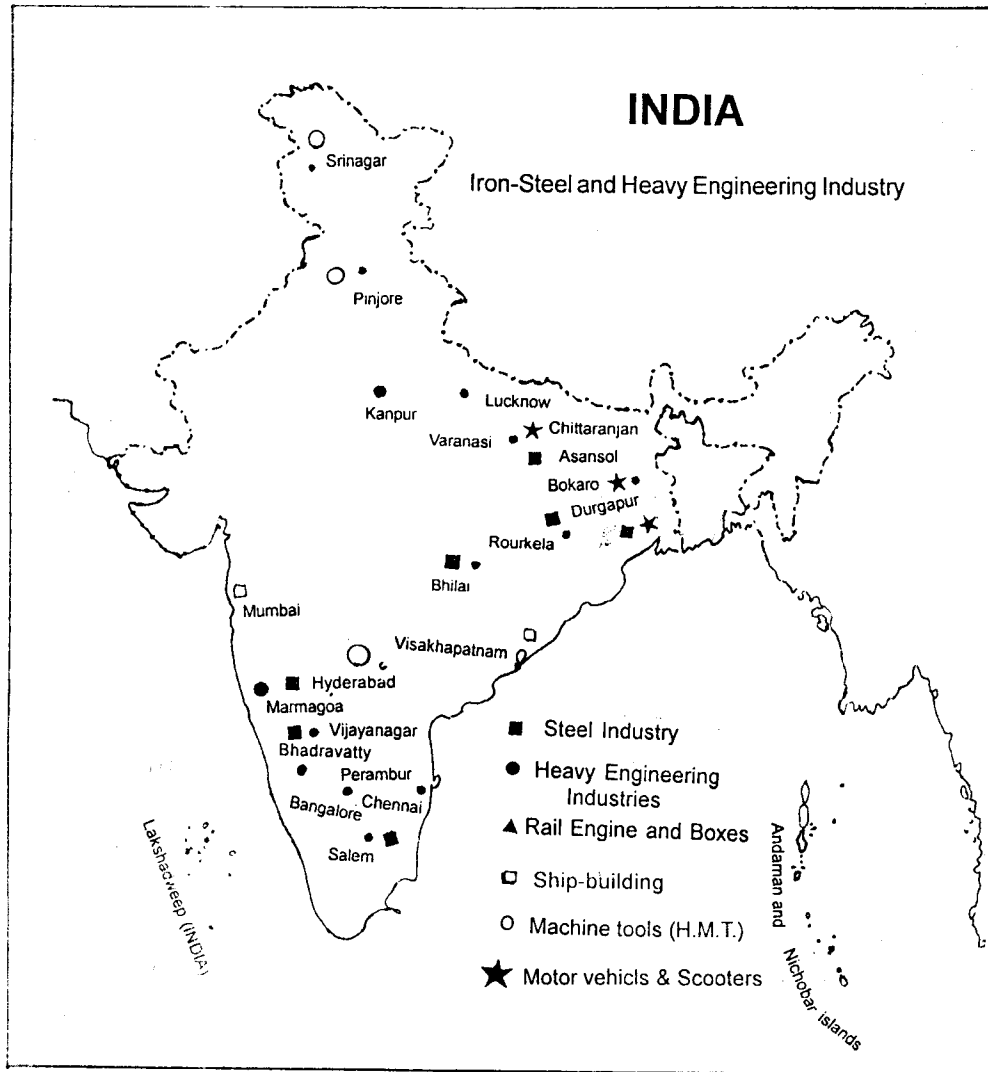 INDIA
Iron-Steel and Heavy Engineering Industry
Srinagar
Pinjore
Kanpur
Lucknow
Varanasi
Chittaranjan
Asansol
Bokaro
Durgapur
Rourkela
Bhilai
Mumbai
Visakhapatnam
Hyderabad
Marmagoa
Vijayanagar
Bhadravatty
Perambur
Bangalore
Chennai
Salem
Steel Industry
Heavy Engineering
Industries
Rail Engine and Boxes
Ship-building
Machine tools (H.M.T.)
Motor vehicls & Scooters
Lakshadweep (INDIA)
Andaman and
Nichobar islands